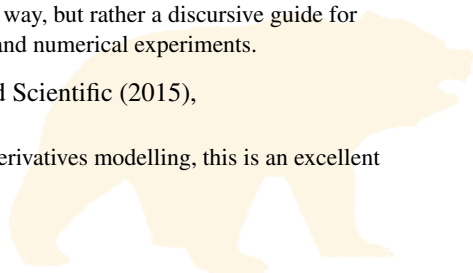 way, but rather a discursive guide for
and numerical experiments.
d Scientific (2015),
erivatives modelling, this is an excellent